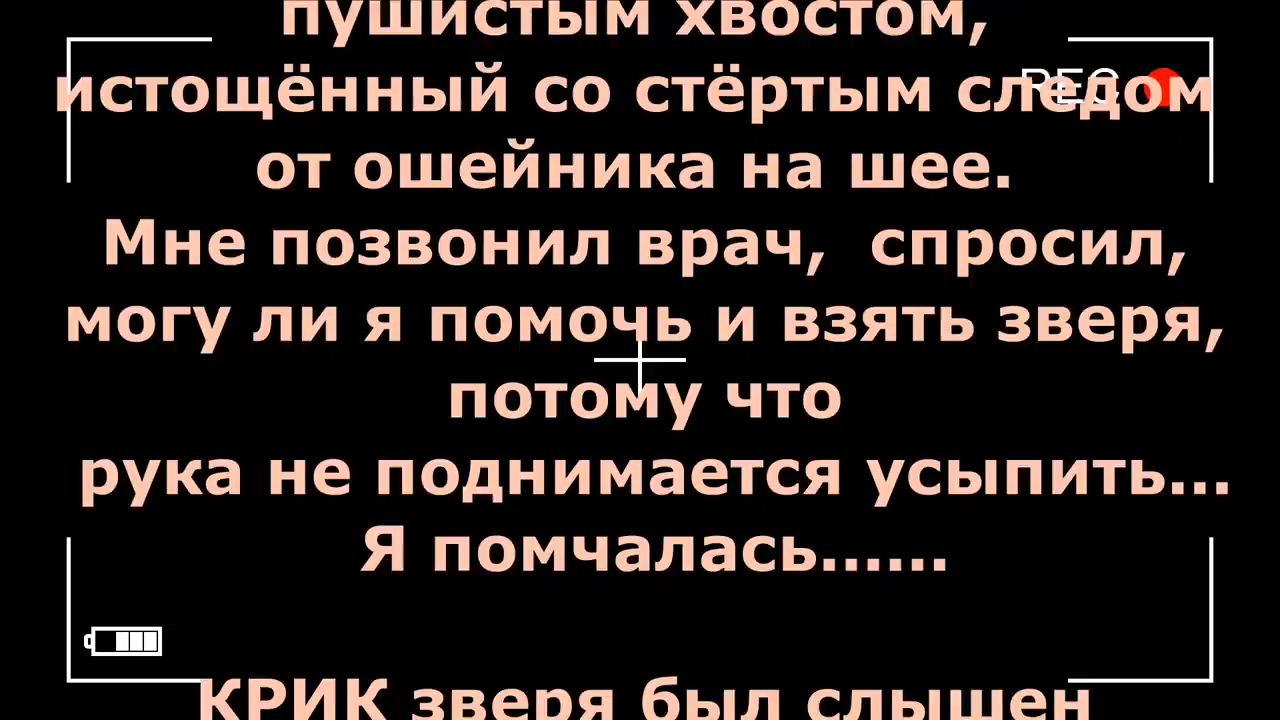 пушистым хвостом,
REC
истощённый со стёртым следом
от ошейника на шее.
Мне позвонил врач,  спросил,
могу ли я помочь и взять зверя,
потому что
рука не поднимается усыпить...
Я помчалась......
КРИК зверя был слышен